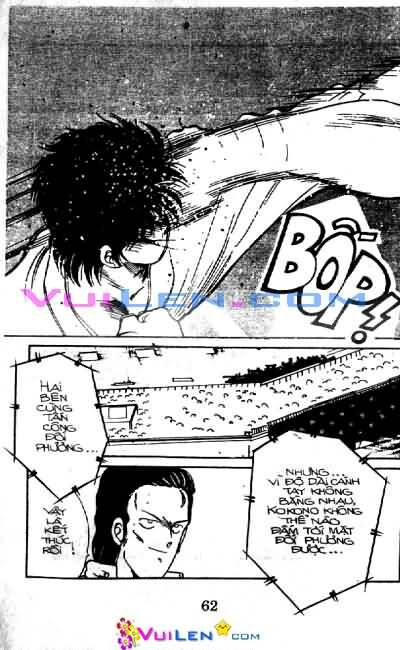 BỐP!!
VUILEN.COM
HAI
BÊN
CÙNG
TẤN
CÔNG
ĐỐI
PHƯƠNG...
NHƯNG...
VÌ ĐỘ DÀI CÁNH
TAY KHÔNG
BẰNG NHAU,
KOKONO KHÔNG
THỂ NÀO
ĐẤM TỚI MẶT
ĐỐI PHƯƠNG
ĐƯỢC...
VẬY
LÀ KẾT
THÚC
RỒI!
62
VUILEN.COM